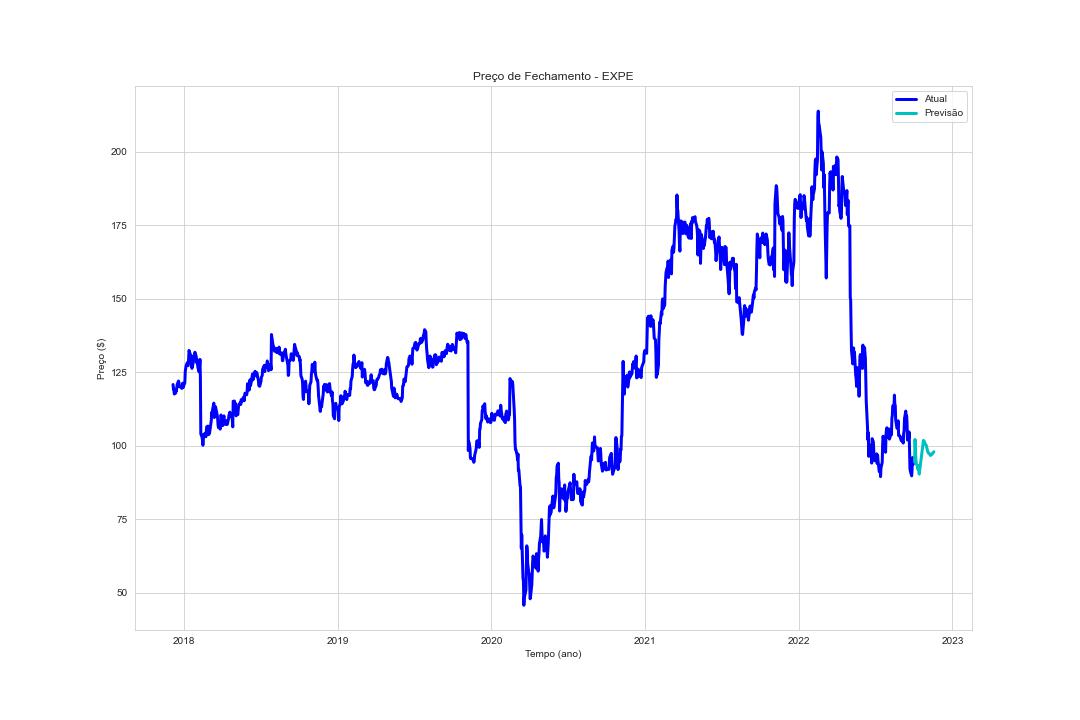 Preço de Fechamento - EXPE
Atual
Previsão
200
175
150
125
100
75
50
Preço ($)
2018
2019
2020
2021
2022
2023
Tempo (ano)